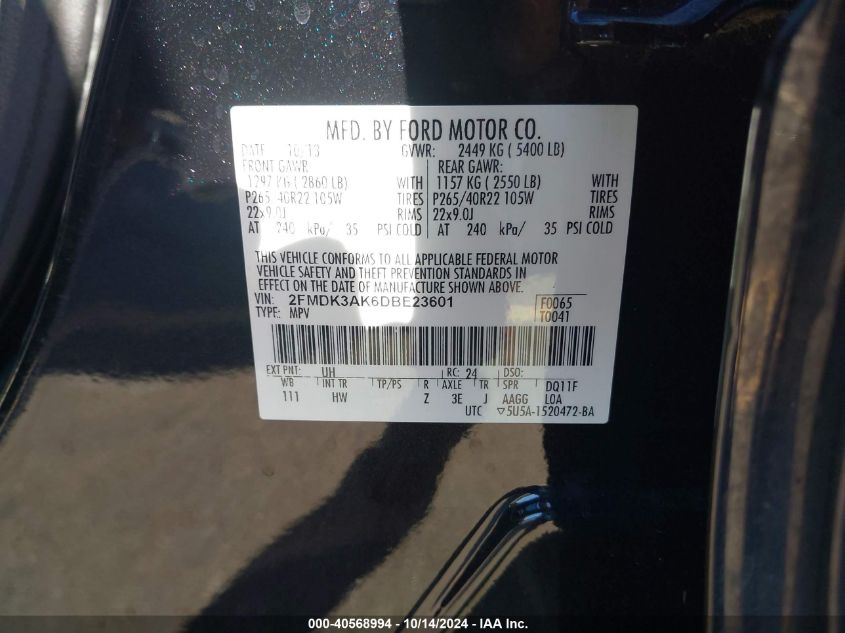 MFD. BY FORD MOTOR CO.
DATE 10/13 GVWR: 2449 KG ( 5400 LB)
FRONT GAWR: REAR GAWR:
1297 KG ( 2860 LB) WITH 1157 KG ( 2550 LB) WITH
P265/40R22 105W TIRES P265/40R22 105W TIRES
22x9.0J RIMS 22x9.0J RIMS
AT 240 kPa/ 35 PSI COLD AT 240 kPa/ 35 PSI COLD
THIS VEHICLE CONFORMS TO ALL APPLICABLE FEDERAL MOTOR
VEHICLE SAFETY AND THEFT PREVENTION STANDARDS IN
EFFECT ON THE DATE OF MANUFACTURE SHOWN ABOVE.
VIN: 2FMDK3AK6DBE23601 F0065
TYPE: MPV T0041
EXT PNT: UH RC: 24 DSO:
WB INT TR TP/PS R AXLE TR SPR DQ11F
111 HW Z 3E J AAGG LOA
UTC ▽5U5A-1520472-BA
000-40568994 - 10/14/2024 - IAA Inc.